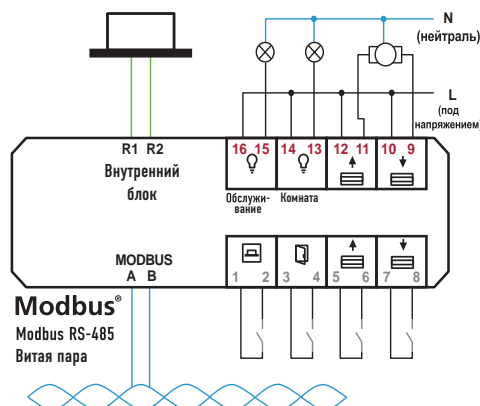 N
(нейтраль)
L
(под
напряжением)
R1 R2
16 15 14 13 12 11 10 9
Внутренний
блок
Обслужи-
вание
Комната
MODBUS
A B
1 2 3 4 5 6 7 8
Modbus®
Modbus RS-485
Витая пара